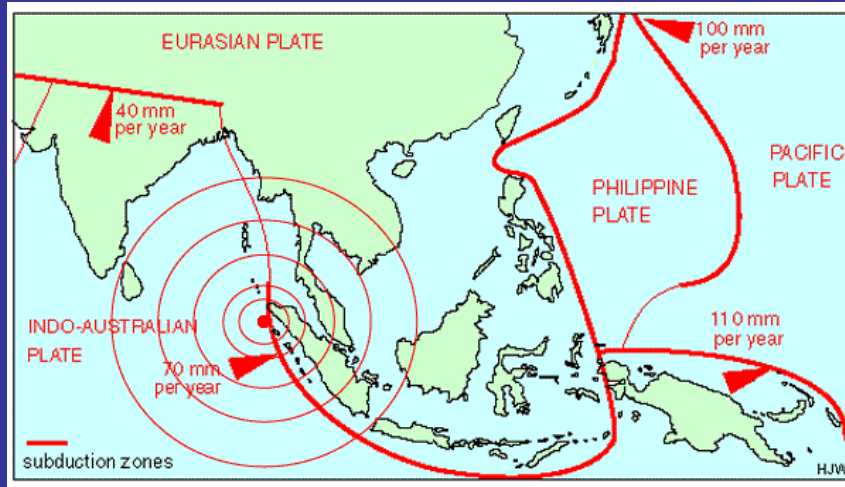 EURASIAN PLATE
100 mm
per year
40 mm
per year
PACIFIC
PLATE
PHILIPPINE
PLATE
INDO-AUSTRALIAN
PLATE
110 mm
per year
70 mm
per year
subduction zones
HJW